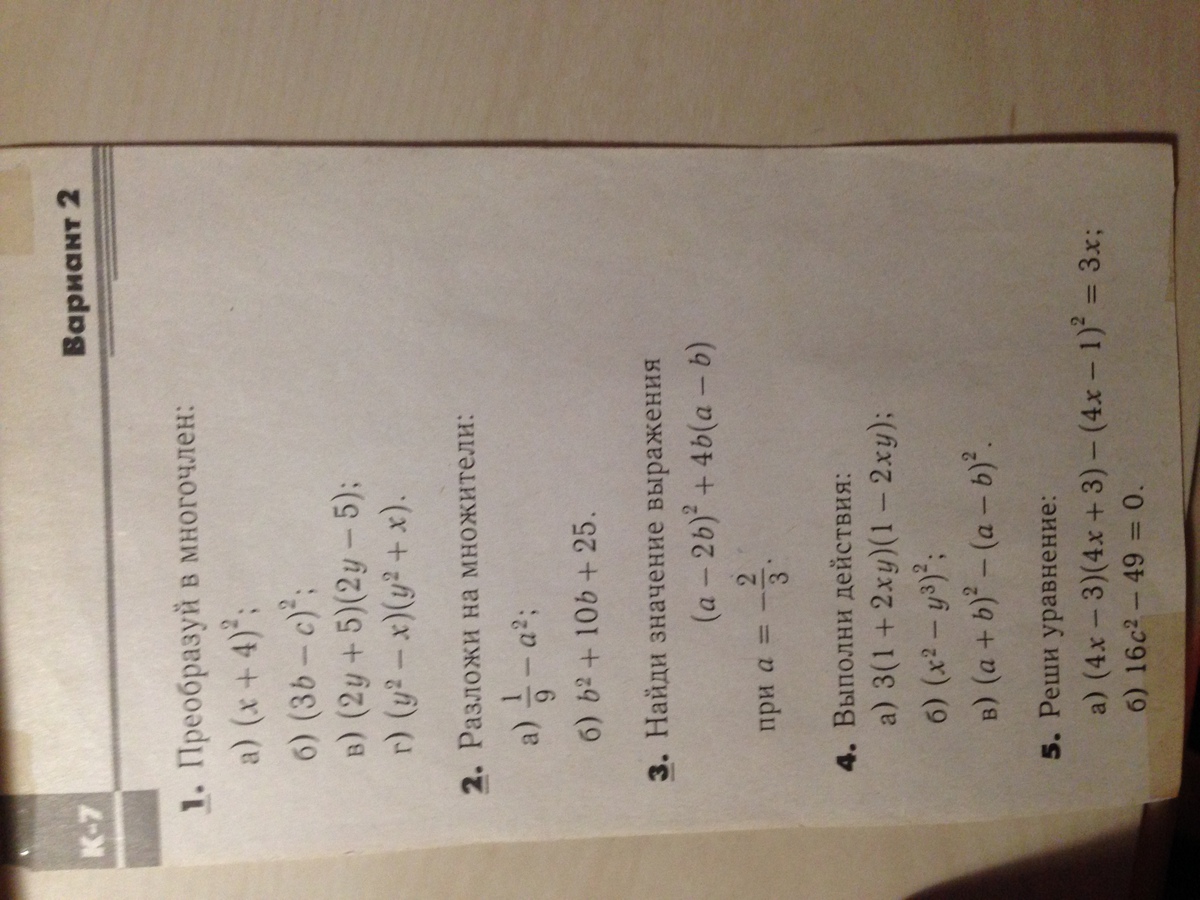 К-7
Вариант 2
1. Преобразуй в многочлен:
а) (x + 4)²;
б) (3b − c)²;
в) (2y + 5)(2y − 5);
г) (y² − x)(y² + x).
2. Разложи на множители:
а) 1/9 − a²;
б) b² + 10b + 25.
3. Найди значение выражения
(a − 2b)² + 4b(a − b)
при a = −2/3.
4. Выполни действия:
а) 3(1 + 2xy)(1 − 2xy);
б) (x² − y³)²;
в) (a + b)² − (a − b)².
5. Реши уравнение:
а) (4x − 3)(4x + 3) − (4x − 1)² = 3x;
б) 16c² − 49 = 0.